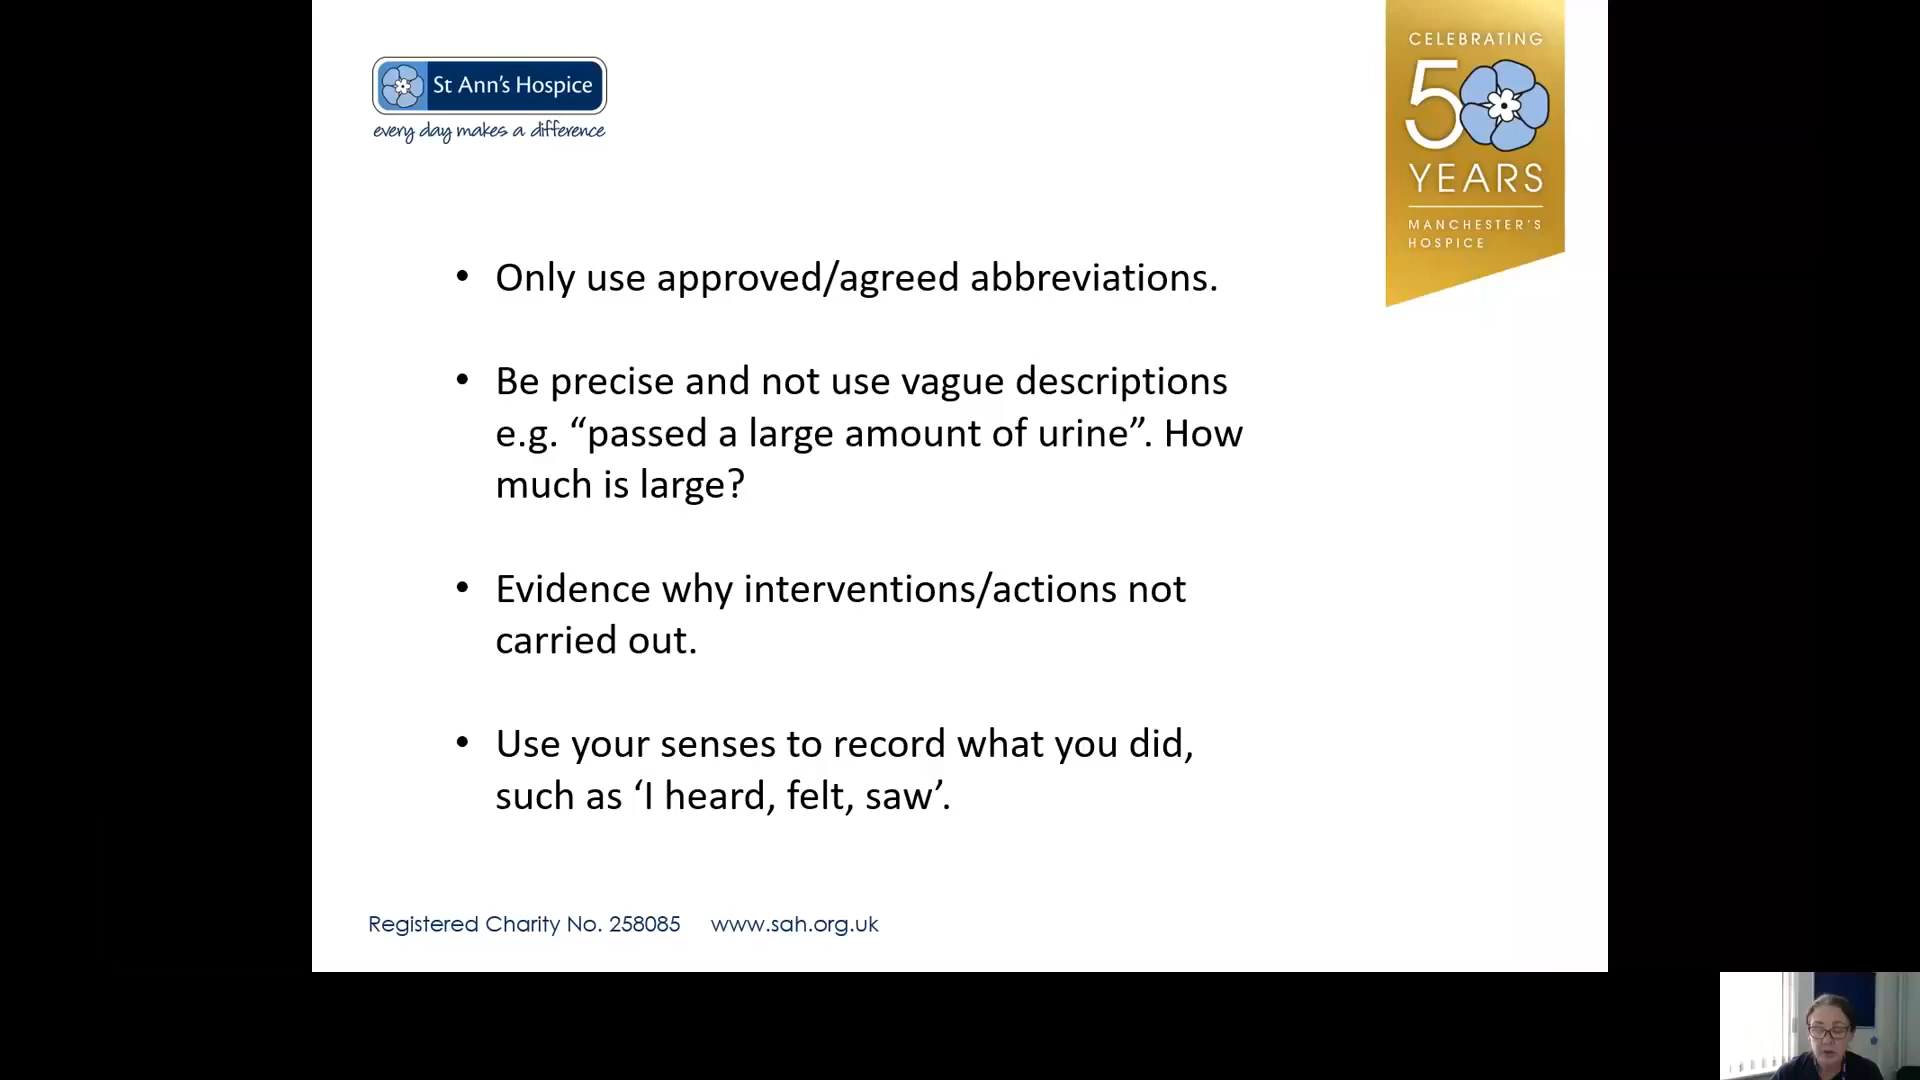 St Ann's Hospice
every day makes a difference
CELEBRATING
50
YEARS
MANCHESTER'S
HOSPICE
• Only use approved/agreed abbreviations.
• Be precise and not use vague descriptions
e.g. “passed a large amount of urine”. How
much is large?
• Evidence why interventions/actions not
carried out.
• Use your senses to record what you did,
such as ‘I heard, felt, saw’.
Registered Charity No. 258085 www.sah.org.uk